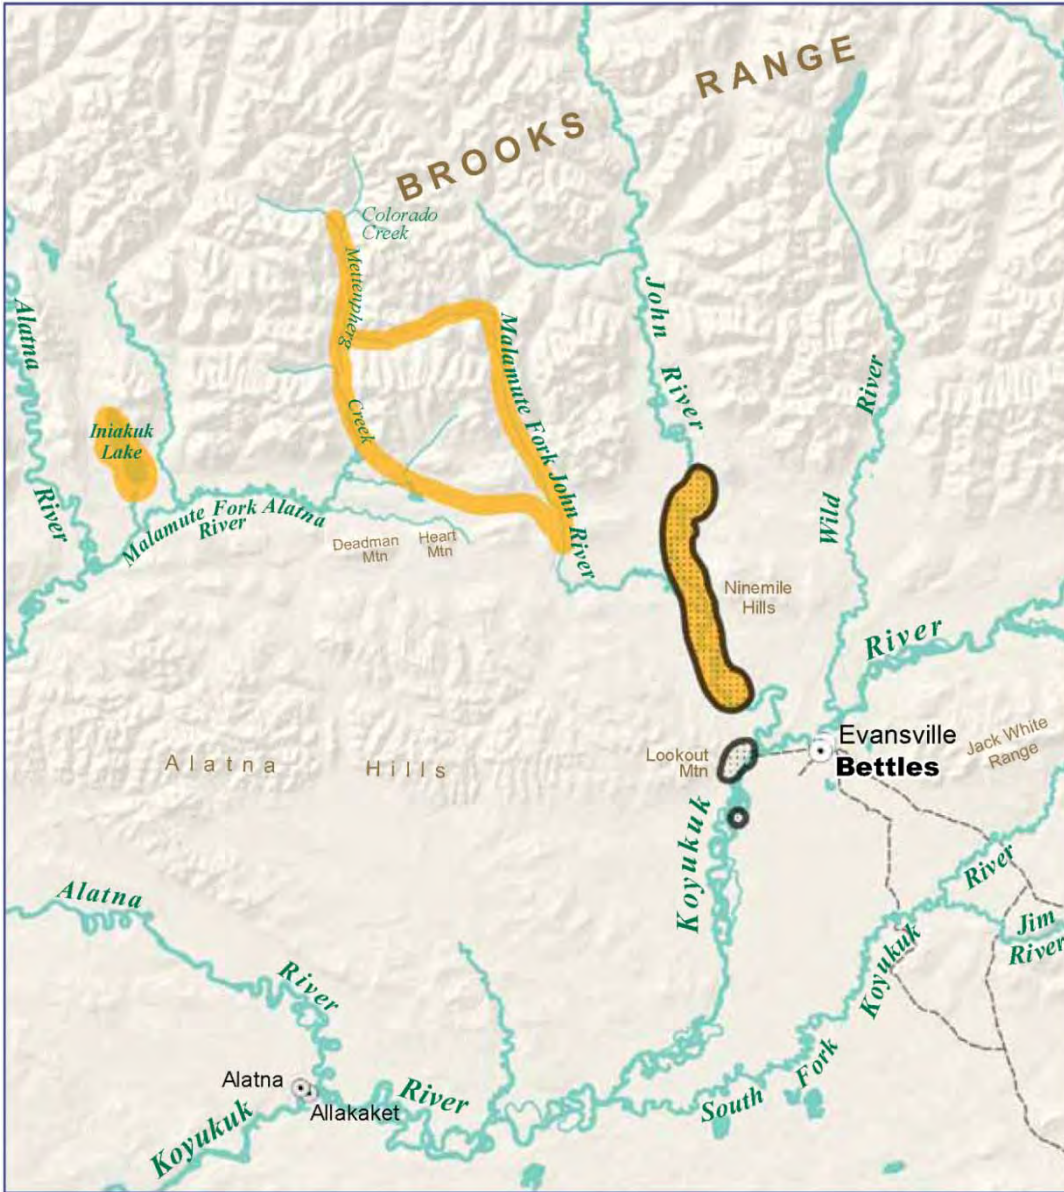 BROOKS RANGE
Colorado
Creek
Mettenpherg
Creek
Alatna
River
Iniakuk
Lake
Malamute Fork Alatna
River
Malamute Fork John River
John River
Wild River
Deadman
Mtn
Heart
Mtn
Ninemile
Hills
River
Evansville
Bettles
Jack White
Range
Lookout
Mtn
Alatna Hills
Koyukuk
River
Jim
River
Alatna
River
Koyukuk
Fork
South
Alatna
Allakaket
River
Koyukuk